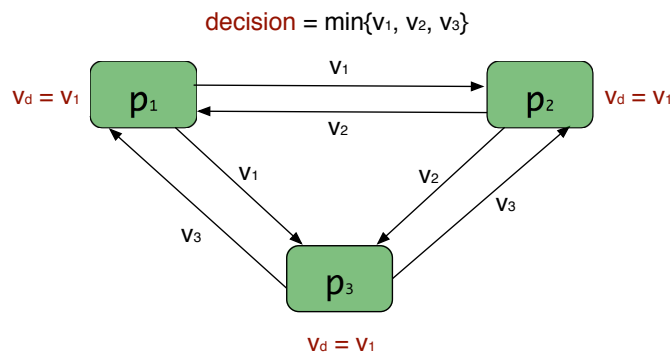 decision = min{v₁, v₂, v₃}
v₁
v_d = v₁ p₁ p₂ v_d = v₁
v₂
v₁ v₂
v₃ v₃
p₃
v_d = v₁